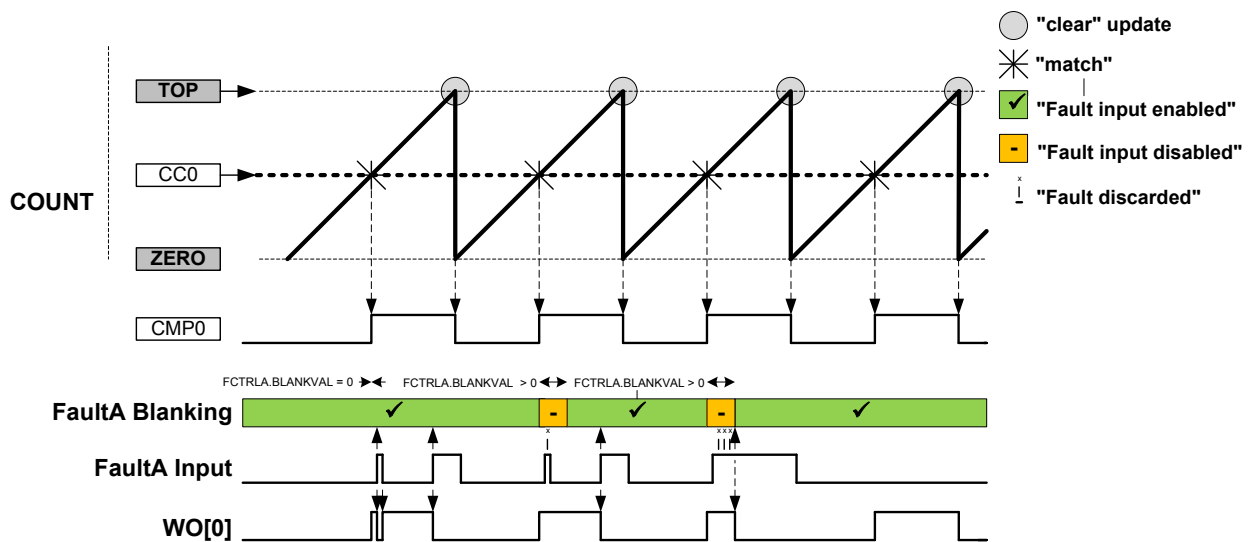 "clear" update
TOP
"match"
"Fault input enabled"
CC0
- "Fault input disabled"
COUNT
x
"Fault discarded"
-
ZERO
CMP0
FCTRLA.BLANKVAL = 0
FCTRLA.BLANKVAL > 0
FCTRLA.BLANKVAL > 0
FaultA Blanking
✓ - ✓ - ✓
x xxx
FaultA Input
WO[0]